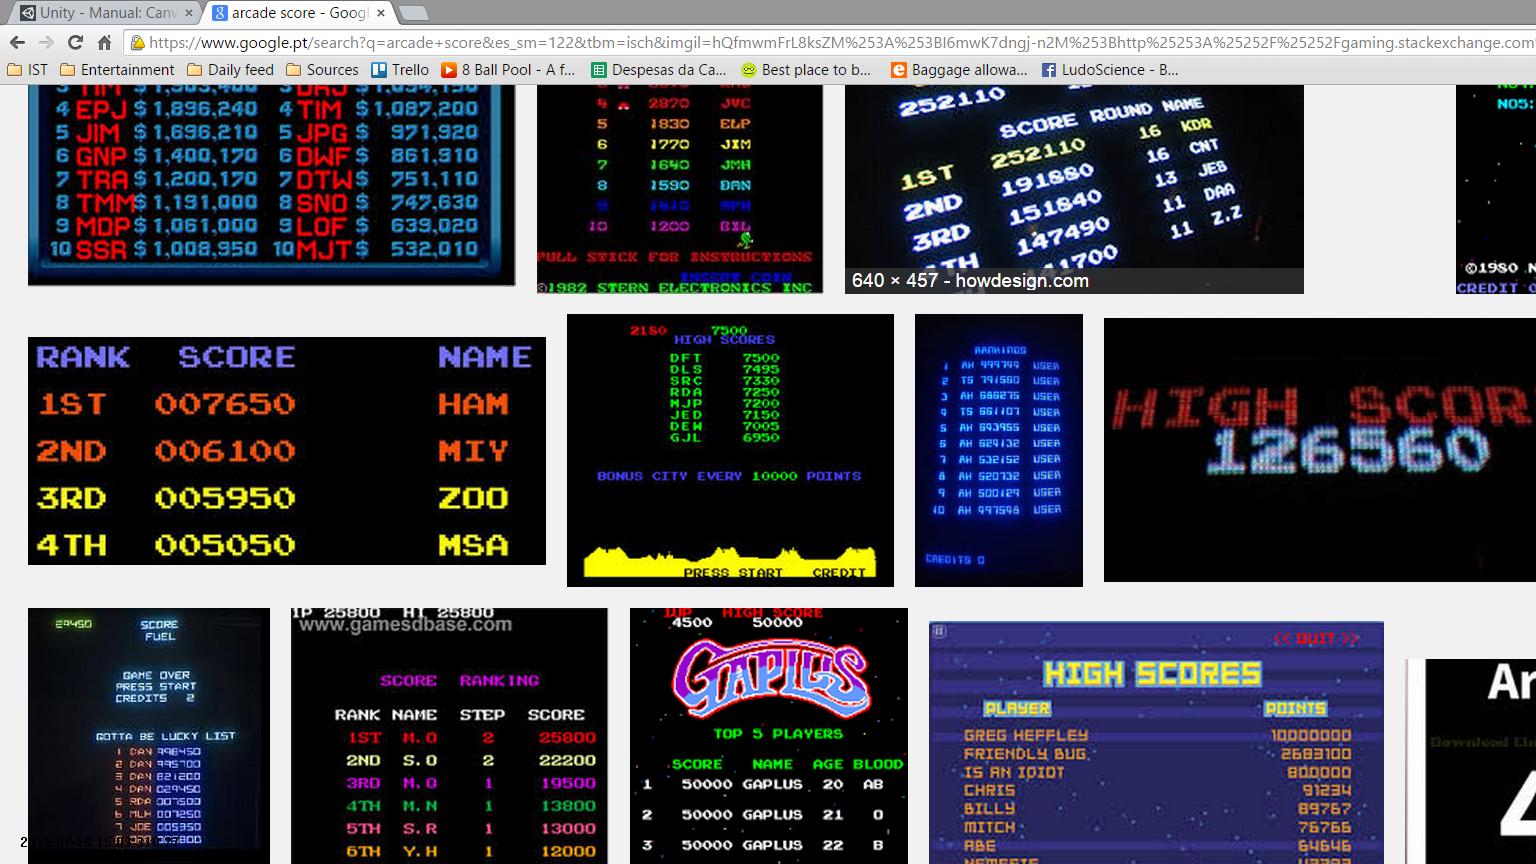 Unity - Manual: Can
arcade score - Goog
https://www.google.pt/search?q=arcade+score&es_sm=122&tbm=isch&imgil=hQfmwmFrL8ksZM%253A%253BI6mwK7dngj-n2M%253Bhttp%25253A%25252F%25252Fgaming.stackexchange.com
IST Entertainment Daily feed Sources Trello 8 Ball Pool - A f... Despesas da Ca... Best place to b... Baggage allowa... LudoScience - B...
4 EPJ $1,896,240 4 TIM $1,087,200
5 JIM $1,696,210 5 JPG $ 971,920
6 GNP $1,400,170 6 DWF $ 861,910
7 TRA $1,200,170 7 DTW $ 751,110
8 TMM $1,191,000 8 SND $ 747,630
9 MDP $1,061,000 9 LOF $ 639,020
10 SSR $1,008,950 10 MJT $ 532,010
4 2870 JVC
5 1830 ELP
6 1770 JIM
7 1640 JMH
8 1590 DAN
10 1200 BIL
PULL STICK FOR INSTRUCTIONS
INSERT COIN
©1982 STERN ELECTRONICS INC
252110
SCORE ROUND NAME
1ST 252110 16 KDR
2ND 191880 16 CNT
3RD 151840 13 JEB
147490 11 DAA
141700 11 Z.Z
640 × 457 - howdesign.com
NO5:
©1980 N
CREDIT 0
RANK SCORE NAME
1ST 007650 HAM
2ND 006100 MIY
3RD 005950 ZOO
4TH 005050 MSA
2180 7500
HIGH SCORES
DFT 7500
DLS 7495
SRC 7330
RDA 7250
MJP 7200
JED 7150
DEW 7005
GJL 6950
BONUS CITY EVERY 10000 POINTS
PRESS START CREDIT
RANKINGS
1 AH 999799 USER
2 TS 791560 USER
3 AH 686275 USER
4 TS 661107 USER
5 AH 643955 USER
6 AH 624132 USER
7 AH 532152 USER
8 AH 520732 USER
9 AH 500129 USER
10 AH 497598 USER
CREDITS 0
HIGH SCOR
126560
29450 SCORE
FUEL
GAME OVER
PRESS START
CREDITS 2
GOTTA BE LUCKY LIST
1 DAN 998450
2 DAN 995700
3 DAN 821200
4 DAN 029450
5 RDA 007500
6 MLH 007250
7 JOE 005950
1P 25800 HI 25800
www.gamesdbase.com
SCORE RANKING
RANK NAME STEP SCORE
1ST M.O 2 25800
2ND S.O 2 22200
3RD M.O 1 19500
4TH M.N 1 13800
5TH S.R 1 13000
6TH Y.H 1 12000
1UP HIGH SCORE
4500 50000
GAPLUS
TOP 5 PLAYERS
SCORE NAME AGE BLOOD
1 50000 GAPLUS 20 AB
2 50000 GAPLUS 21 O
3 50000 GAPLUS 22 B
<< QUIT >>
HIGH SCORES
PLAYER POINTS
GREG HEFFLEY 10000000
FRIENDLY BUG 2683100
IS AN IDIOT 800000
CHRIS 91234
BILLY 89767
MITCH 76766
ABE 64646
Ar